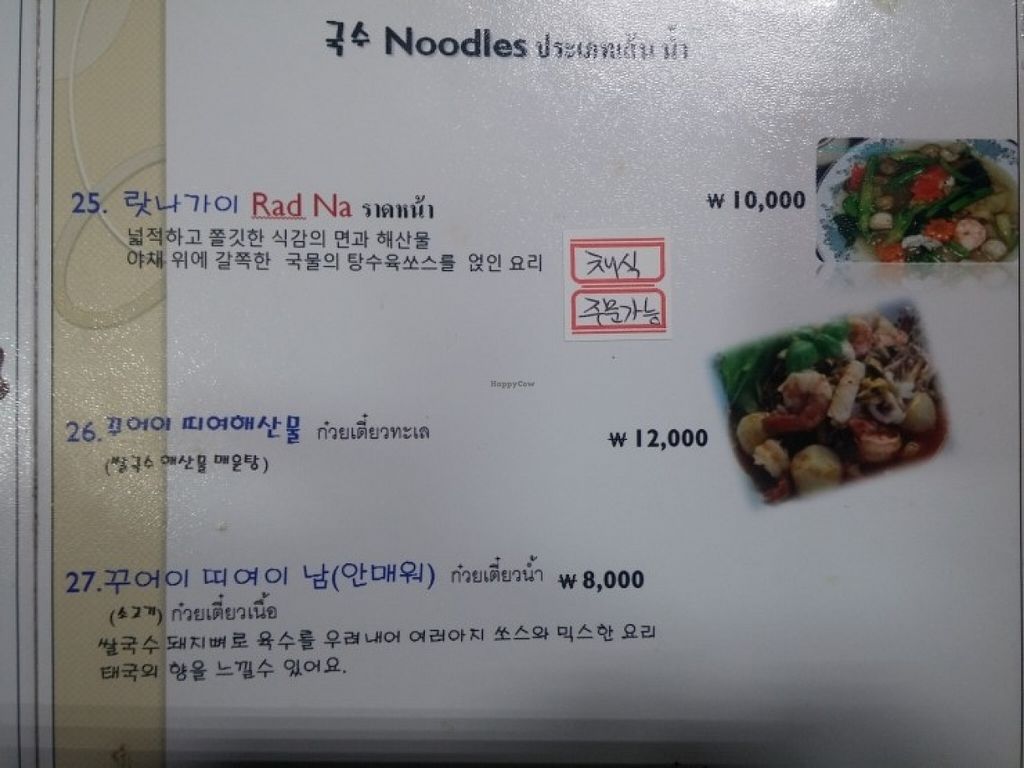 국수 Noodles ประเภทเส้น น้ำ
25. 랏나가이 Rad Na ราดหน้า ₩ 10,000
넓적하고 쫄깃한 식감의 면과 해산물
야채 위에 갈쭉한 국물의 탕수육쏘스를 얹인 요리
채식
주문가능
HappyCow
26.꾸어이 띠여해산물 ก๋วยเตี๋ยวทะเล ₩ 12,000
(쌀국수 해산물 매운탕)
27.꾸어이 띠여이 남(안매워) ก๋วยเตี๋ยวน้ำ ₩ 8,000
(소고기) ก๋วยเตี๋ยวเนื้อ
쌀국수 돼지뼈로 육수를 우려내어 여러아지 쏘스와 믹스한 요리
태국의 향을 느낄수 있어요.